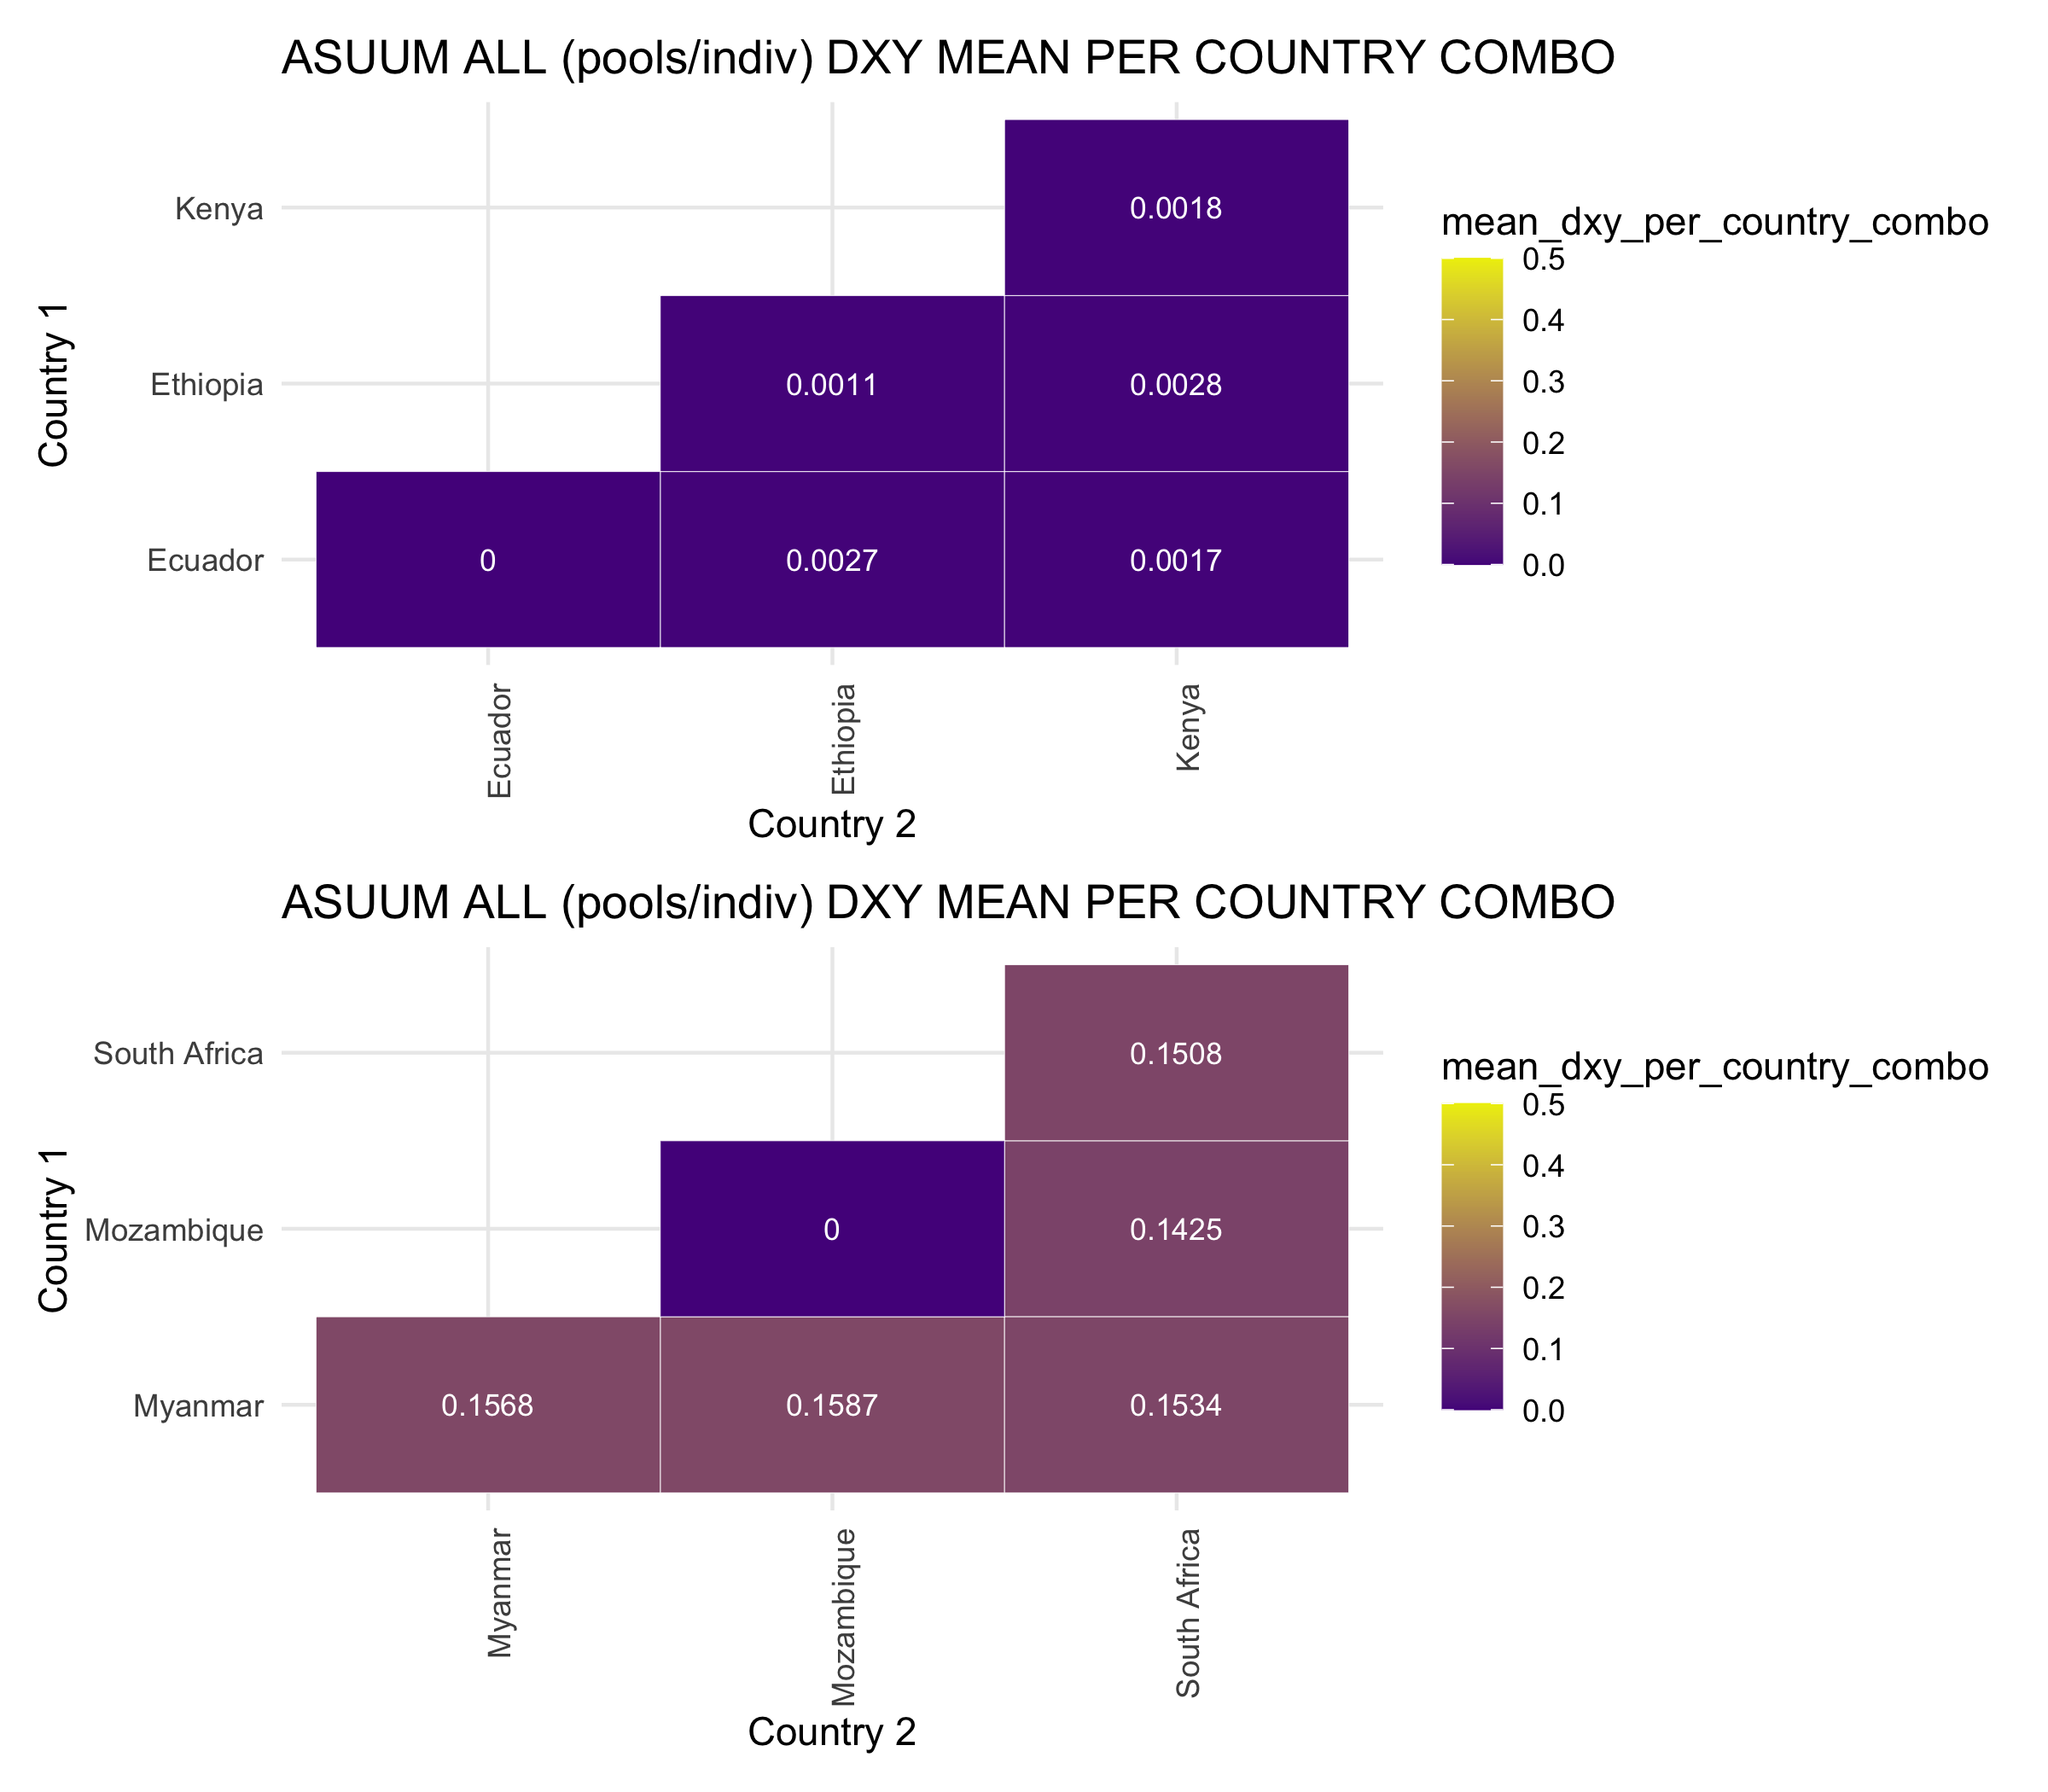 ASUUM ALL (pools/indiv) DXY MEAN PER COUNTRY COMBO
Country 1
Kenya
0.0018
Ethiopia
0.0011
0.0028
Ecuador
0
0.0027
0.0017
Ecuador
Ethiopia
Kenya
Country 2
mean_dxy_per_country_combo
0.5
0.4
0.3
0.2
0.1
0.0
ASUUM ALL (pools/indiv) DXY MEAN PER COUNTRY COMBO
Country 1
South Africa
0.1508
Mozambique
0
0.1425
Myanmar
0.1568
0.1587
0.1534
Myanmar
Mozambique
South Africa
Country 2
mean_dxy_per_country_combo
0.5
0.4
0.3
0.2
0.1
0.0